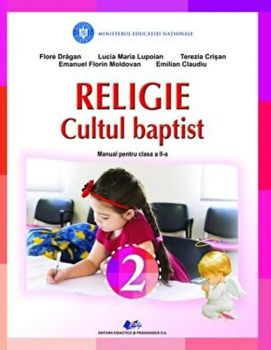 MINISTERUL EDUCAȚIEI NAȚIONALE
Flore Drăgan Lucia Maria Lupoian Terezia Crișan
Emanuel Florin Moldovan Emilian Claudiu
RELIGIE
Cultul baptist
Manual pentru clasa a II-a
2
EDITURA DIDACTICĂ ȘI PEDAGOGICĂ S.A.